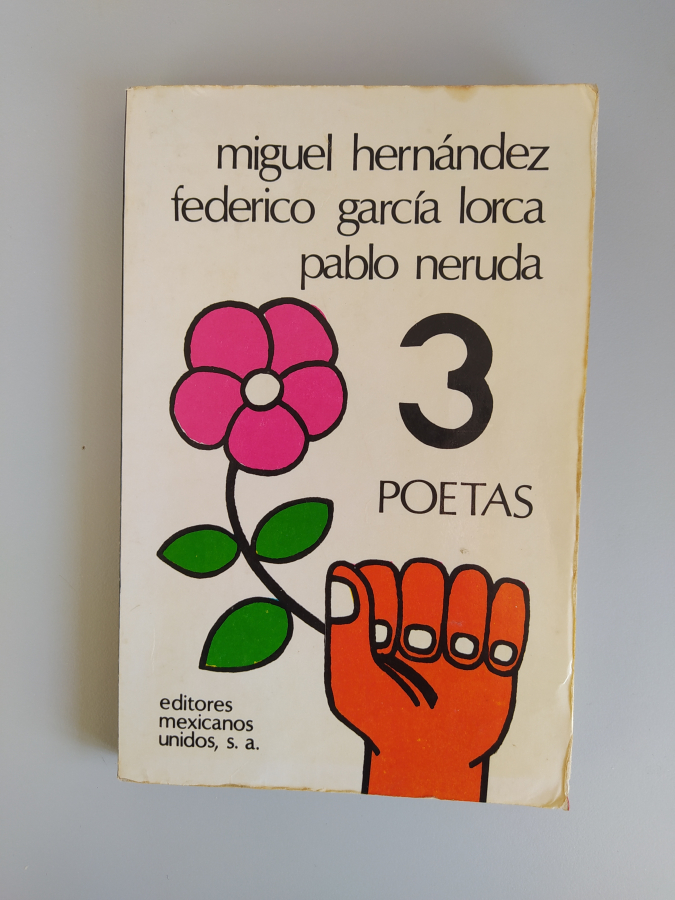 miguel hernández
federico garcía lorca
pablo neruda
3
POETAS
editores
mexicanos
unidos, s. a.